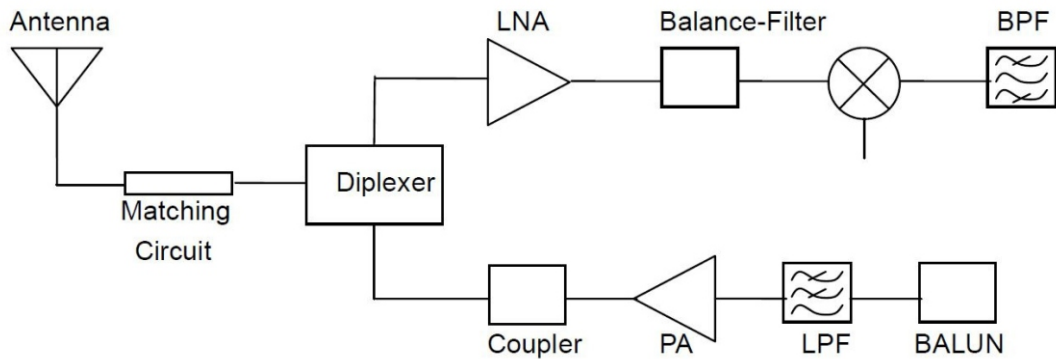 Antenna
LNA
Balance-Filter
BPF
Diplexer
Matching
Circuit
Coupler
PA
LPF
BALUN